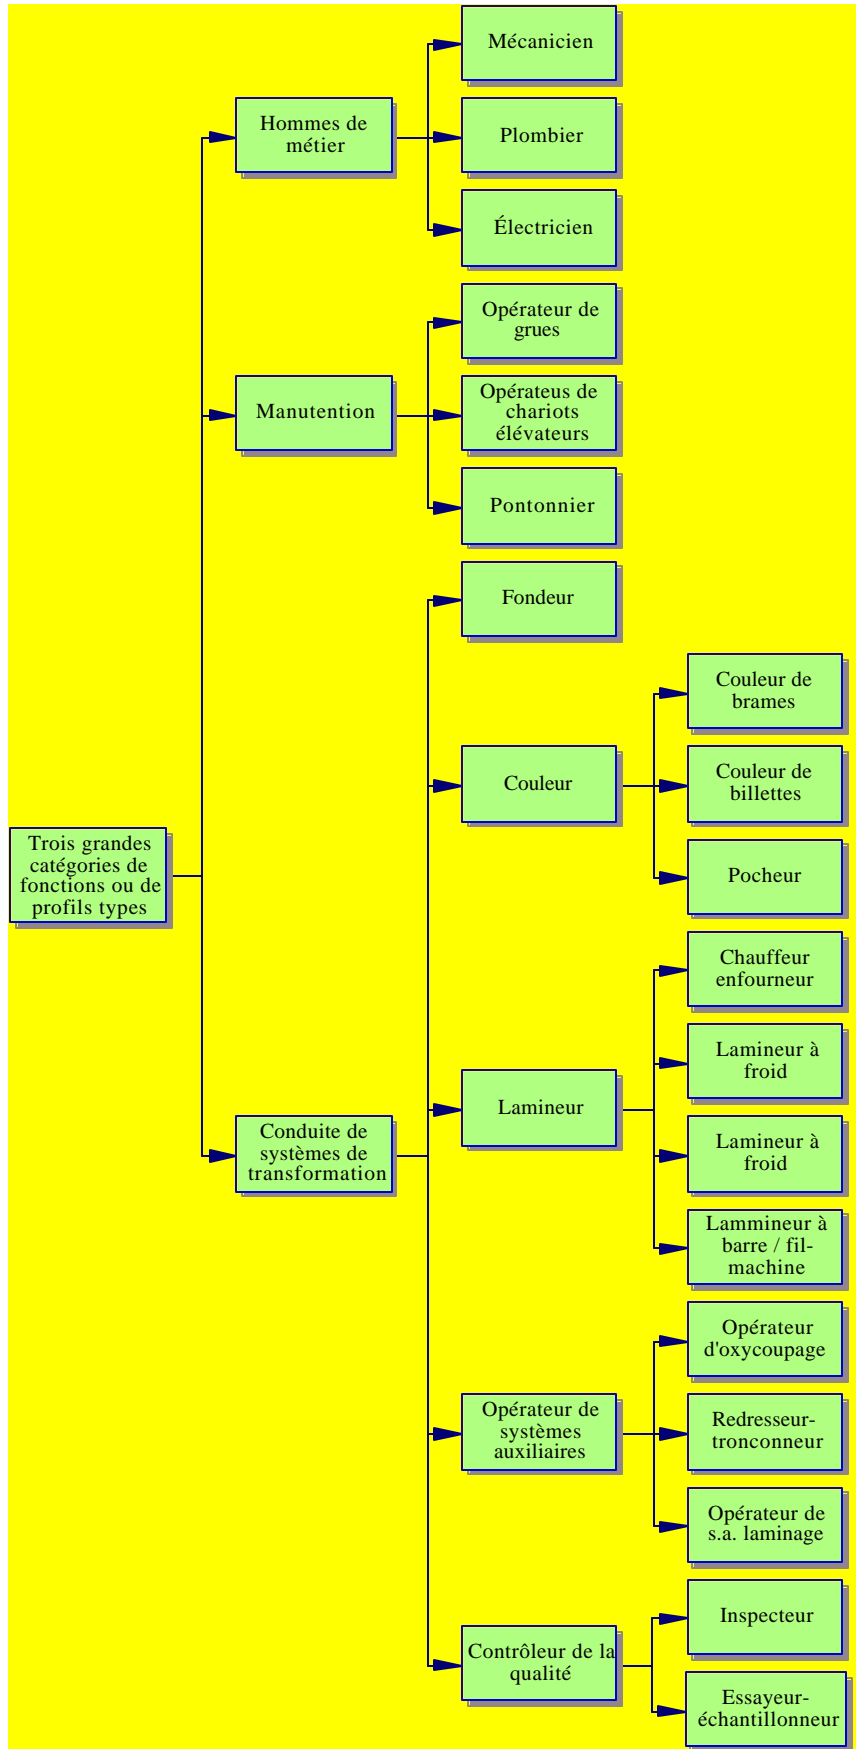 Mécanicien
Hommes de
métier
Plombier
Électricien
Opérateur de
grues
Manutention
Opérateus de
chariots
élévateurs
Pontonnier
Fondeur
Couleur de
brames
Couleur
Couleur de
billettes
Pocheur
Trois grandes
catégories de
fonctions ou de
profils types
Chauffeur
enfourneur
Lamineur à
froid
Lamineur
Conduite de
systèmes de
transformation
Lamineur à
froid
Lammineur à
barre / fil-
machine
Opérateur
d'oxycoupage
Opérateur de
systèmes
auxiliaires
Redresseur-
tronconneur
Opérateur de
s.a. laminage
Inspecteur
Contrôleur de la
qualité
Essayeur-
échantillonneur